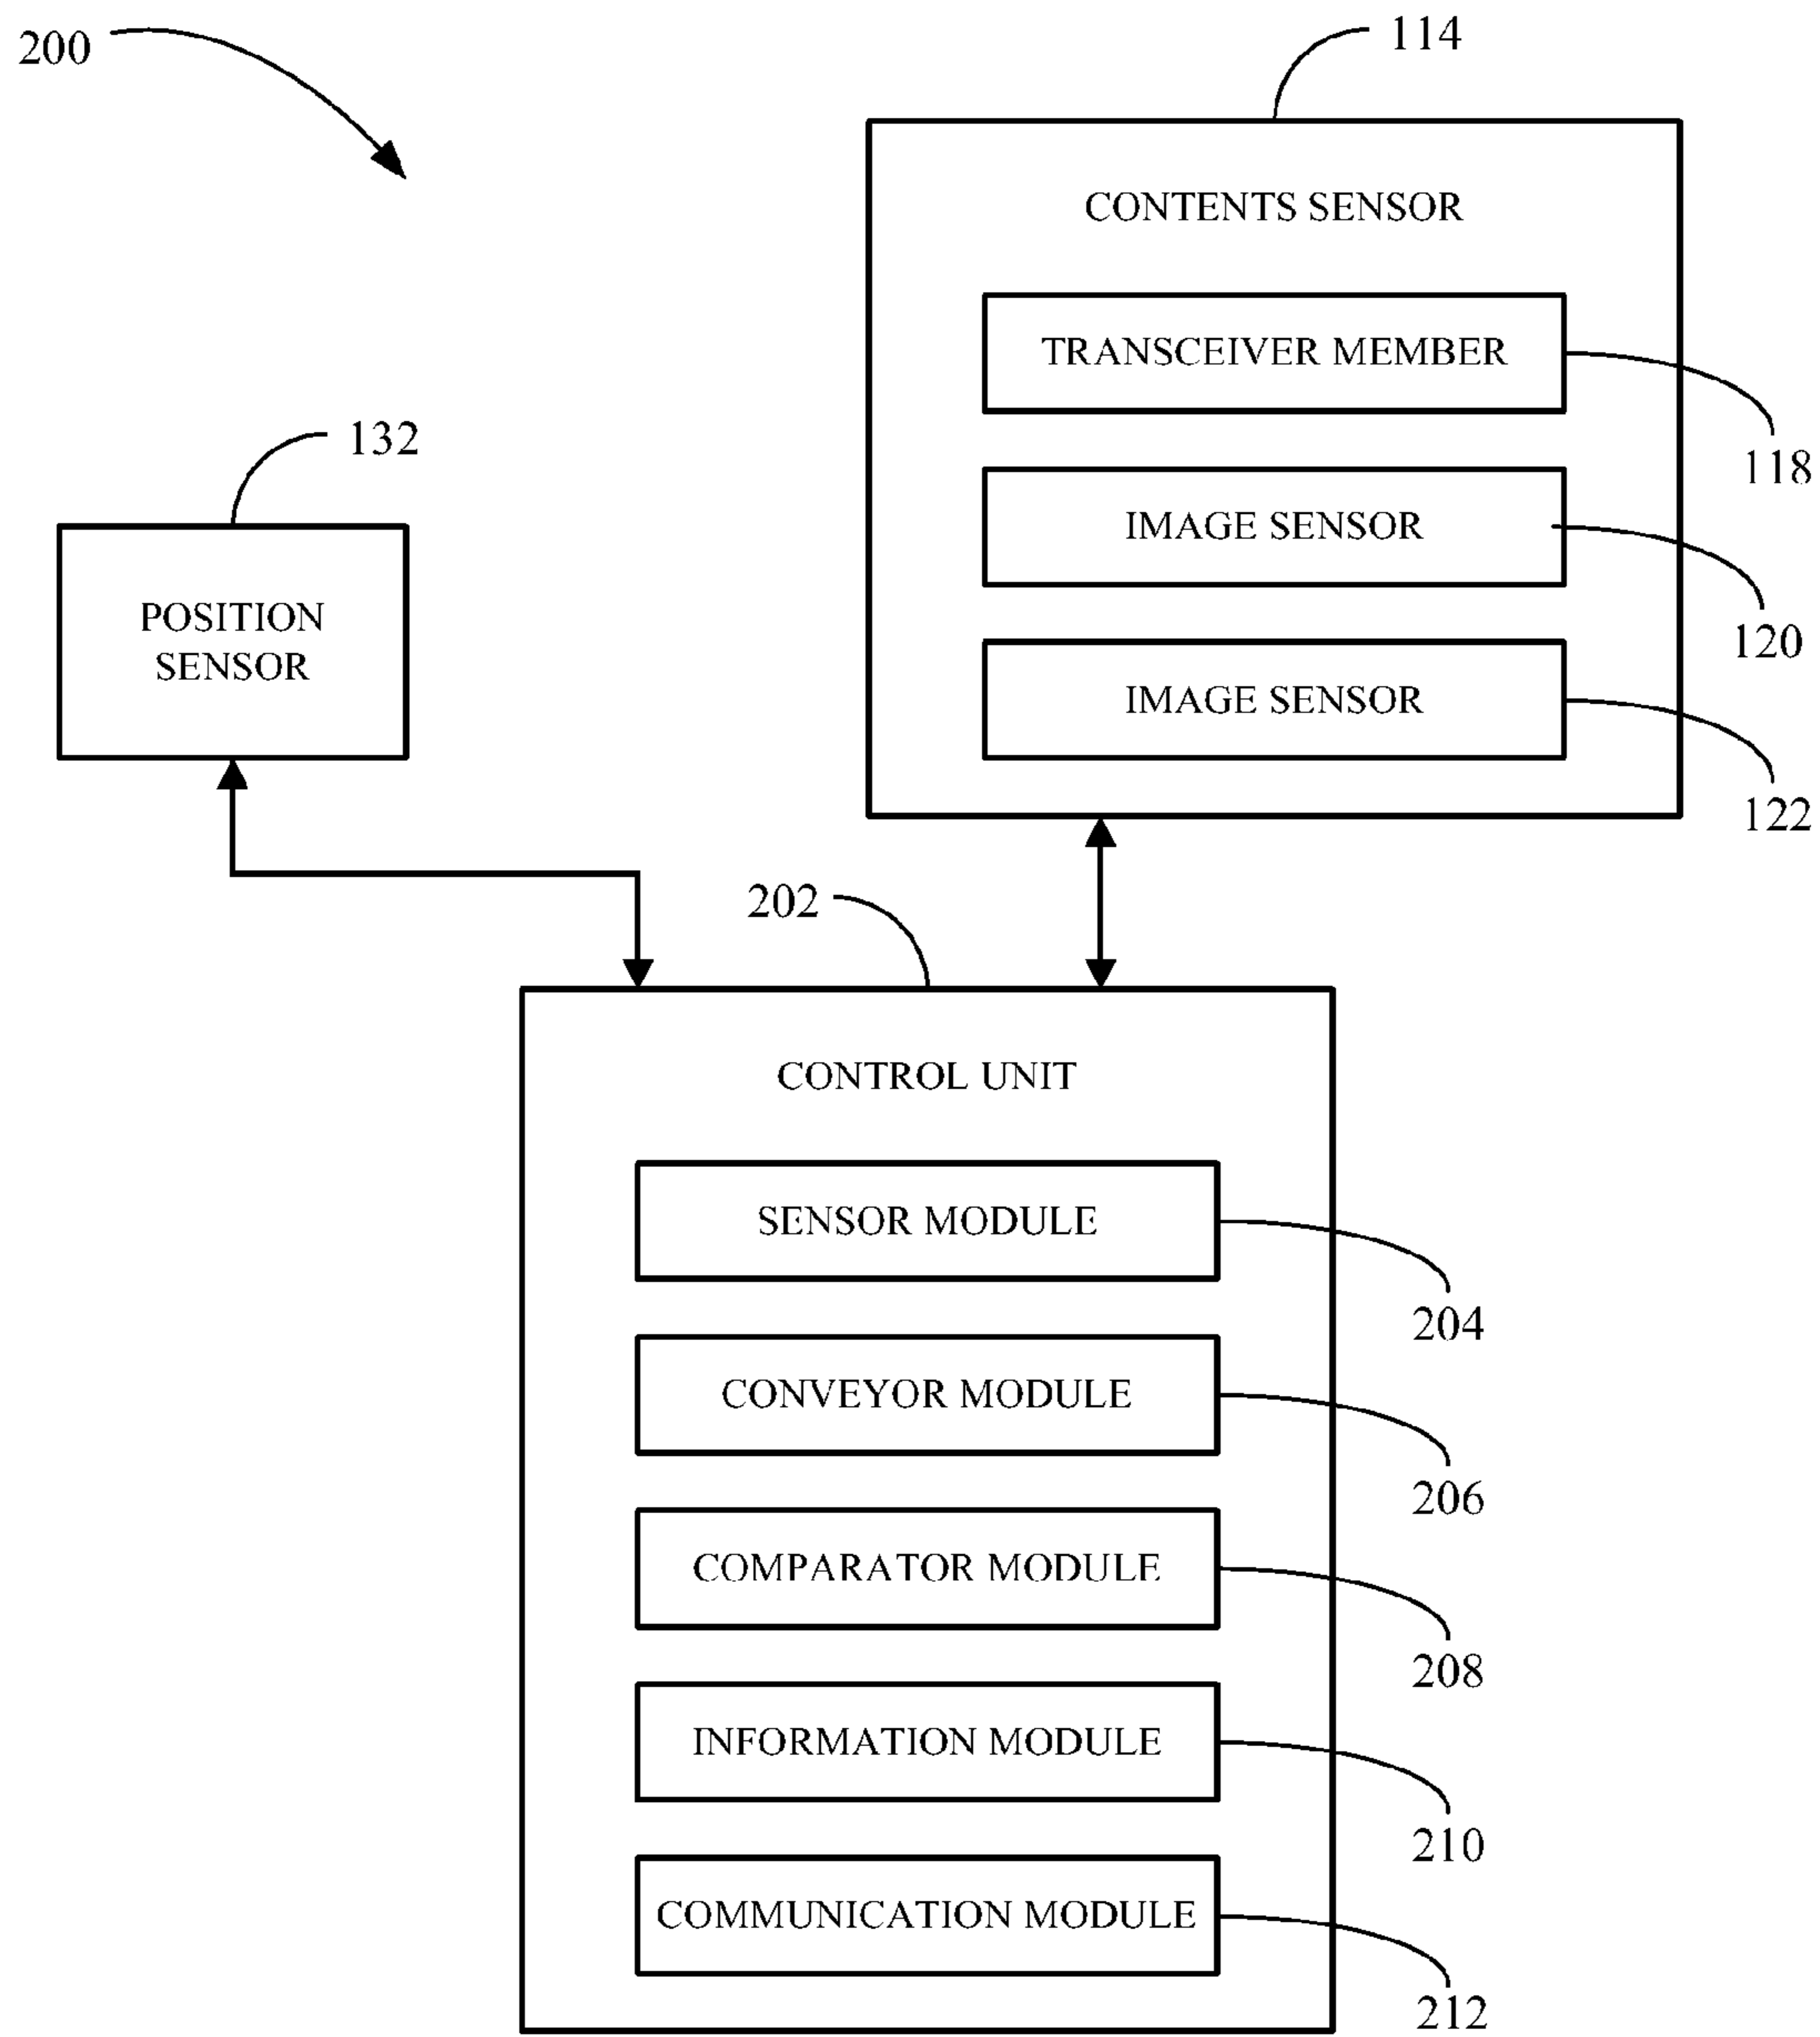 200
114
CONTENTS SENSOR
TRANSCEIVER MEMBER
118
132
IMAGE SENSOR
120
POSITION
SENSOR
IMAGE SENSOR
122
202
CONTROL UNIT
SENSOR MODULE
204
CONVEYOR MODULE
206
COMPARATOR MODULE
208
INFORMATION MODULE
210
COMMUNICATION MODULE
212